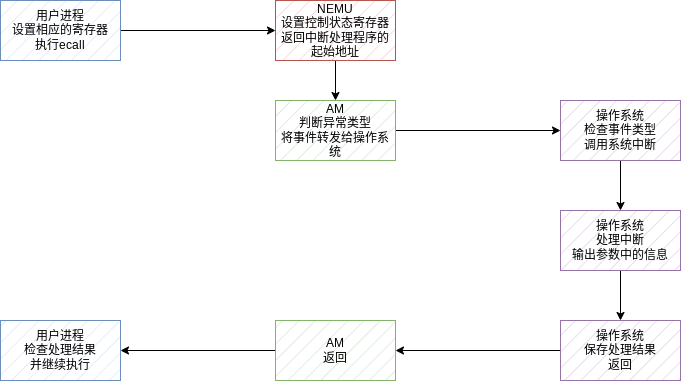 用户进程
设置相应的寄存器
执行ecall
NEMU
设置控制状态寄存器
返回中断处理程序的
起始地址
AM
判断异常类型
将事件转发给操作系
统
操作系统
检查事件类型
调用系统中断
操作系统
处理中断
输出参数中的信息
用户进程
检查处理结果
并继续执行
AM
返回
操作系统
保存处理结果
返回